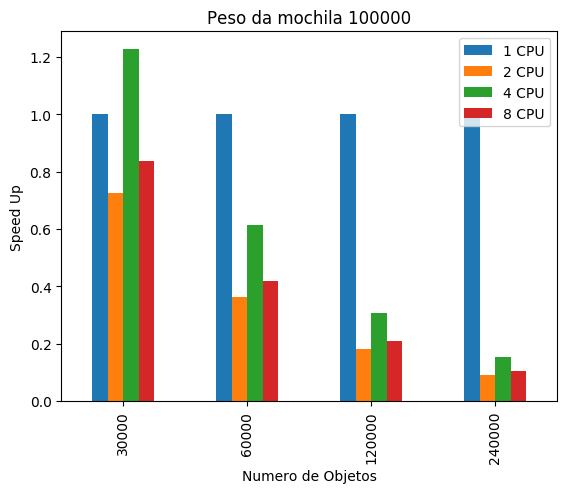 Peso da mochila 100000
1 CPU
2 CPU
4 CPU
8 CPU
Speed Up
1.2
1.0
0.8
0.6
0.4
0.2
0.0
30000
60000
120000
240000
Numero de Objetos